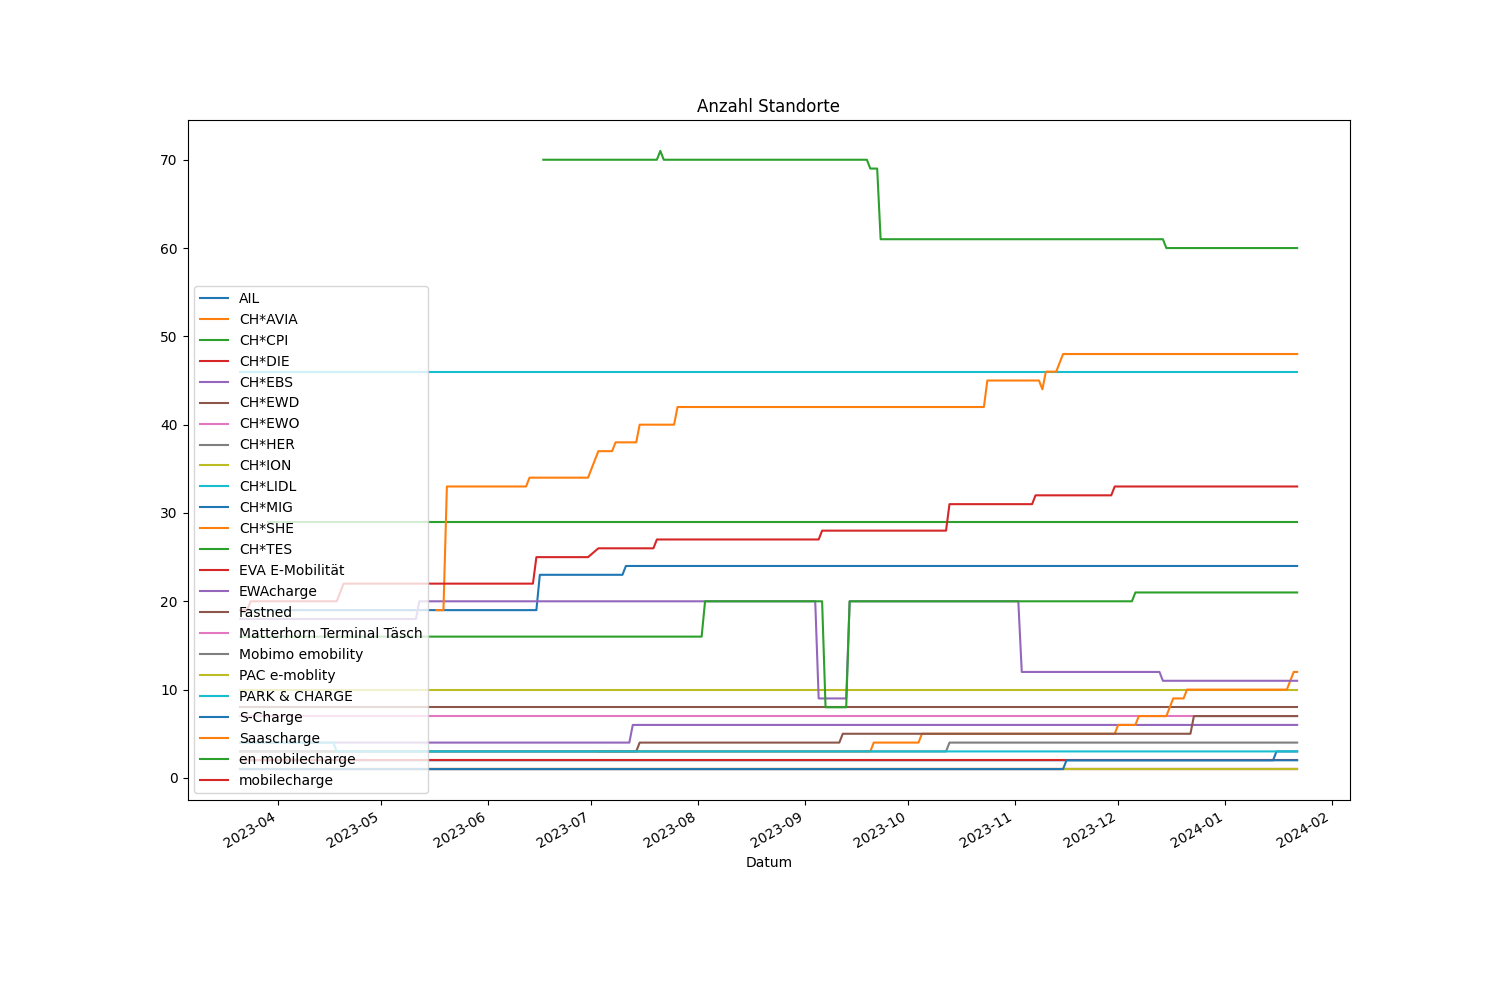 Anzahl Standorte
70
60
50
40
30
20
10
0
AIL
CH*AVIA
CH*CPI
CH*DIE
CH*EBS
CH*EWD
CH*EWO
CH*HER
CH*ION
CH*LIDL
CH*MIG
CH*SHE
CH*TES
EVA E-Mobilität
EWAcharge
Fastned
Matterhorn Terminal Täsch
Mobimo emobility
PAC e-moblity
PARK & CHARGE
S-Charge
Saascharge
en mobilecharge
mobilecharge
2023-04
2023-05
2023-06
2023-07
2023-08
2023-09
2023-10
2023-11
2023-12
2024-01
2024-02
Datum